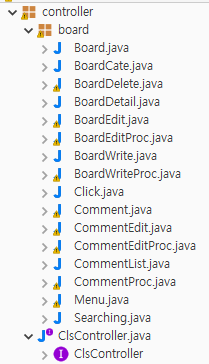 controller
board
Board.java
BoardCate.java
BoardDelete.java
BoardDetail.java
BoardEdit.java
BoardEditProc.java
BoardWrite.java
BoardWriteProc.java
Click.java
Comment.java
CommentEdit.java
CommentEditProc.java
CommentList.java
CommentProc.java
Menu.java
Searching.java
ClsController.java
ClsController